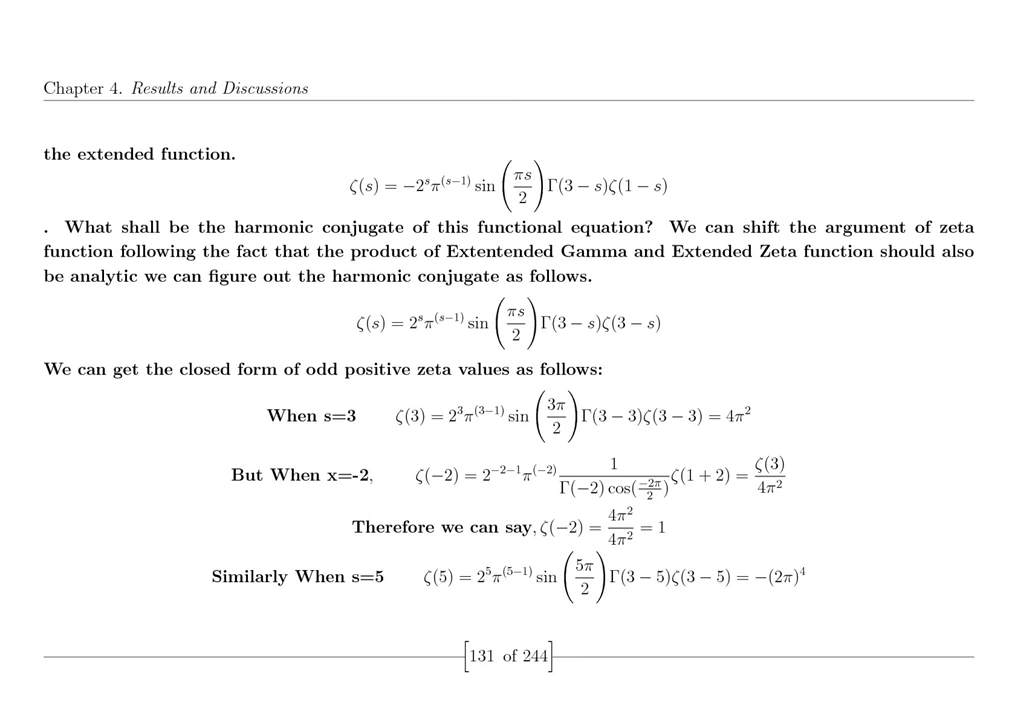 Chapter 4. Results and Discussions
the extended function.
ζ(s) = −2^s π^(s−1) sin(πs/2) Γ(3 − s)ζ(1 − s)
. What shall be the harmonic conjugate of this functional equation? We can shift the argument of zeta
function following the fact that the product of Extentended Gamma and Extended Zeta function should also
be analytic we can figure out the harmonic conjugate as follows.
ζ(s) = 2^s π^(s−1) sin(πs/2) Γ(3 − s)ζ(3 − s)
We can get the closed form of odd positive zeta values as follows:
When s=3 ζ(3) = 2^3 π^(3−1) sin(3π/2) Γ(3 − 3)ζ(3 − 3) = 4π^2
But When x=-2, ζ(−2) = 2^(−2−1) π^(−2) 1/(Γ(−2) cos(−2π/2)) ζ(1 + 2) = ζ(3)/4π^2
Therefore we can say, ζ(−2) = 4π^2/4π^2 = 1
Similarly When s=5 ζ(5) = 2^5 π^(5−1) sin(5π/2) Γ(3 − 5)ζ(3 − 5) = −(2π)^4
[131 of 244]